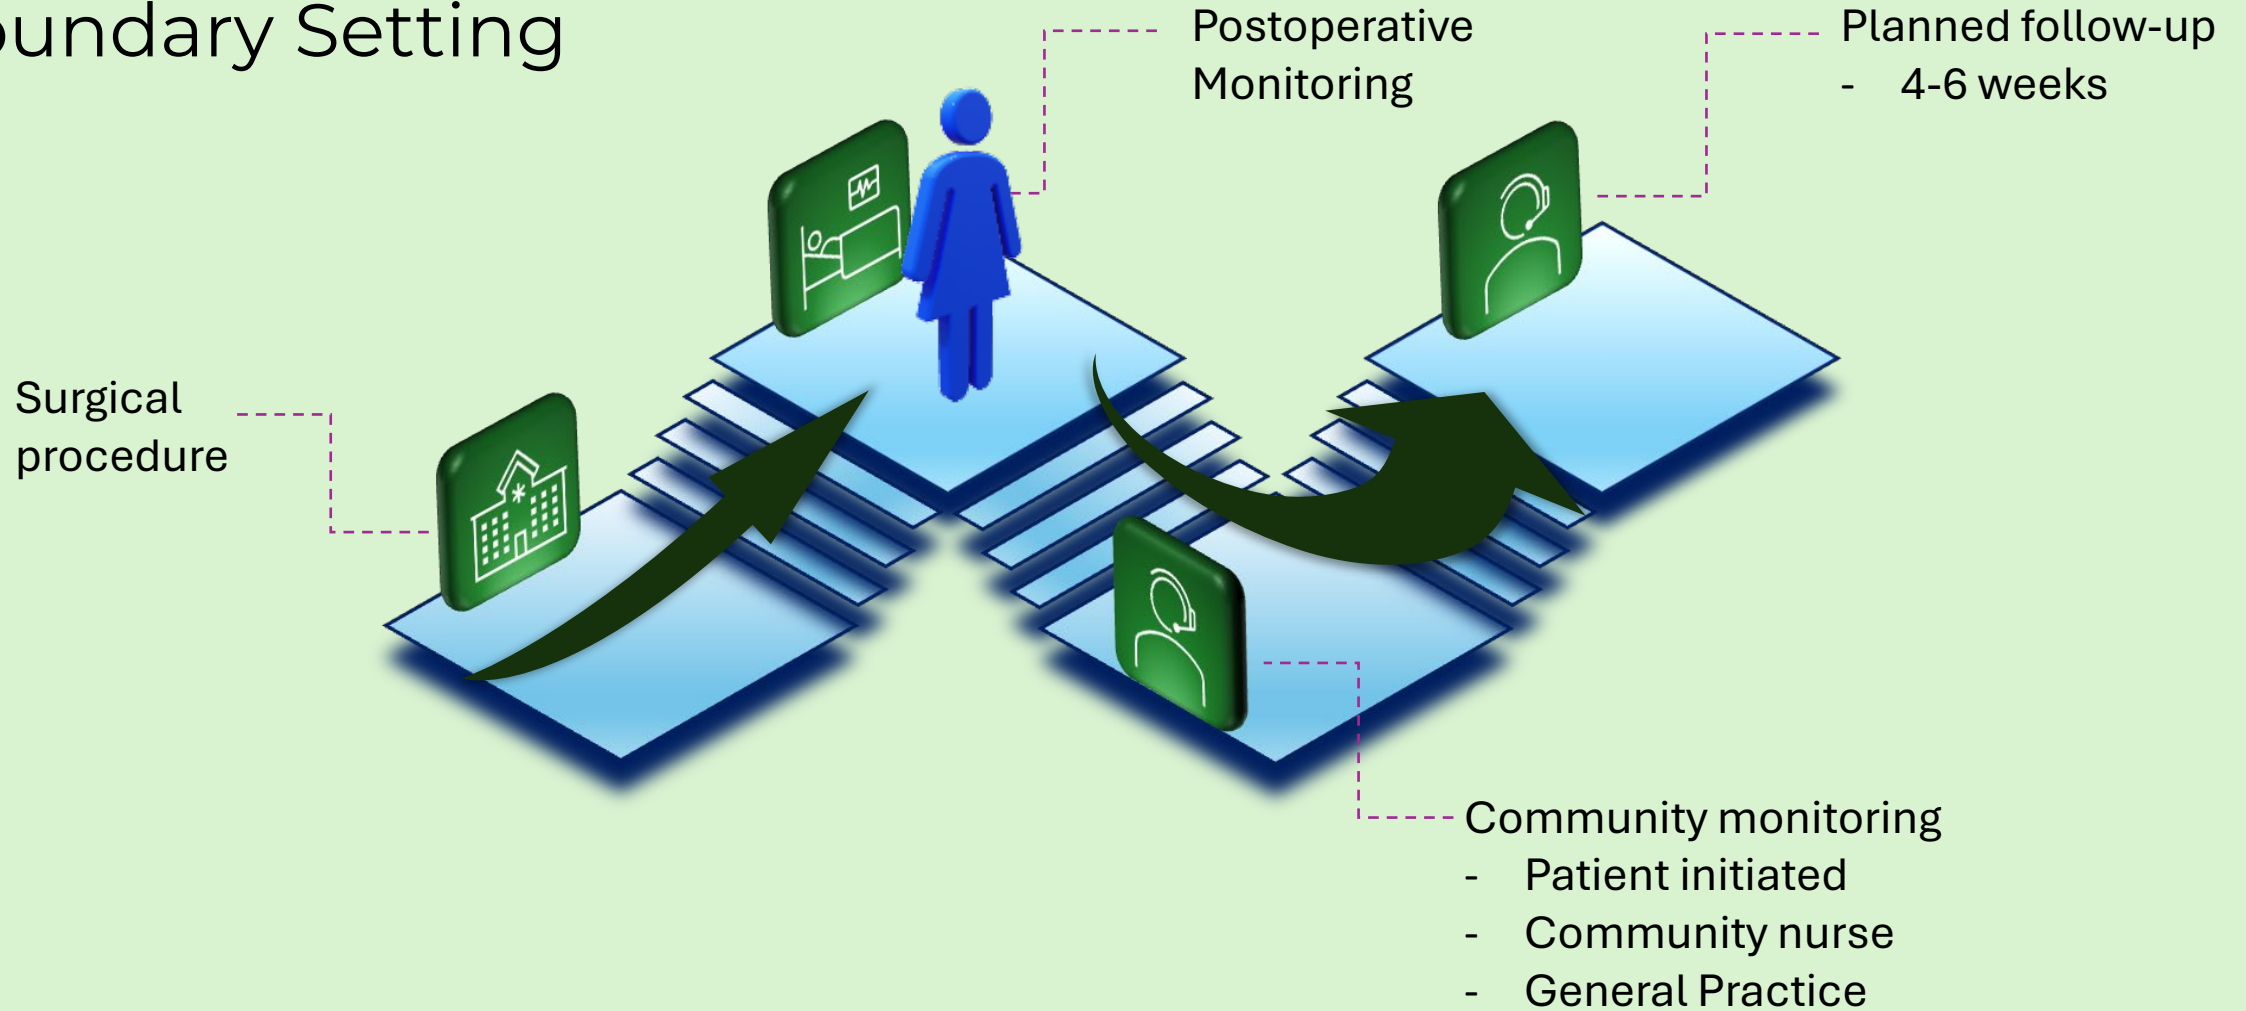 oundary Setting
Postoperative
Monitoring
Planned follow-up
- 4-6 weeks
Surgical
procedure
Community monitoring
- Patient initiated
- Community nurse
- General Practice